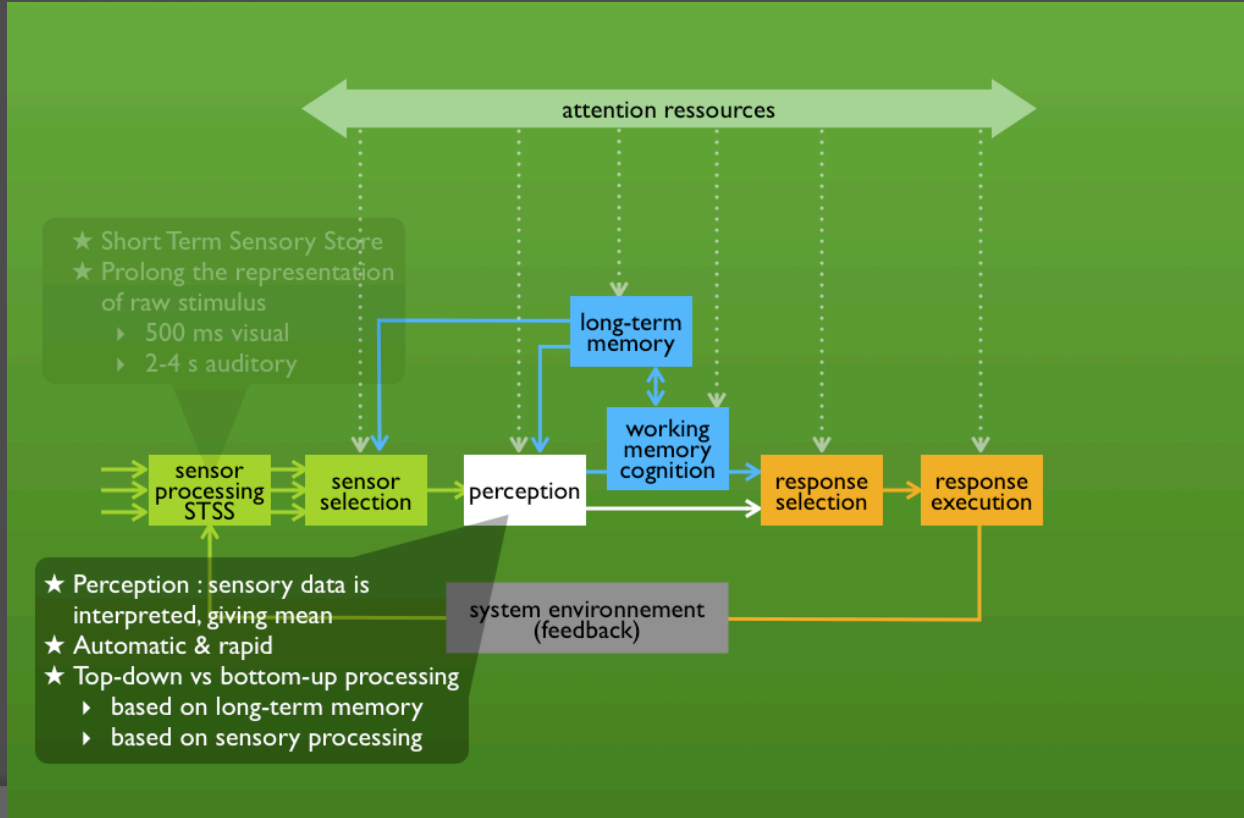 attention ressources
★ Short Term Sensory Store
★ Prolong the representation
of raw stimulus
‣ 500 ms visual
‣ 2-4 s auditory
long-term
memory
working
memory
cognition
sensor
processing
STSS
sensor
selection
perception
response
selection
response
execution
★ Perception : sensory data is
interpreted, giving mean
★ Automatic & rapid
★ Top-down vs bottom-up processing
‣ based on long-term memory
‣ based on sensory processing
system environnement
(feedback)